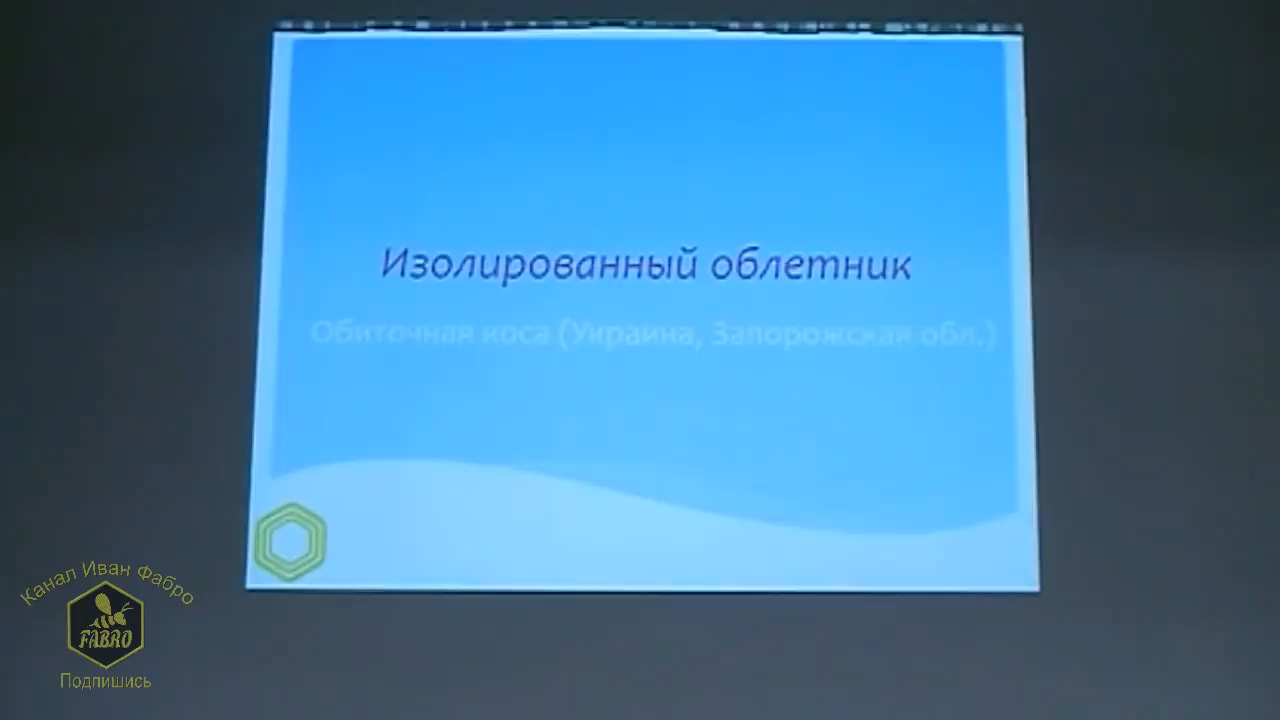 Изолированный облетник
Обиточная коса (Украина, Запорожская обл.)
Канал Иван Фабро
FABRO
Подпишись